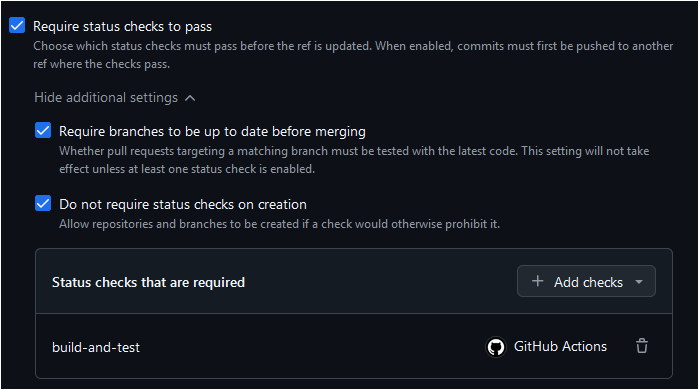 Require status checks to pass
Choose which status checks must pass before the ref is updated. When enabled, commits must first be pushed to another
ref where the checks pass.
Hide additional settings
Require branches to be up to date before merging
Whether pull requests targeting a matching branch must be tested with the latest code. This setting will not take
effect unless at least one status check is enabled.
Do not require status checks on creation
Allow repositories and branches to be created if a check would otherwise prohibit it.
Status checks that are required
Add checks
build-and-test
GitHub Actions